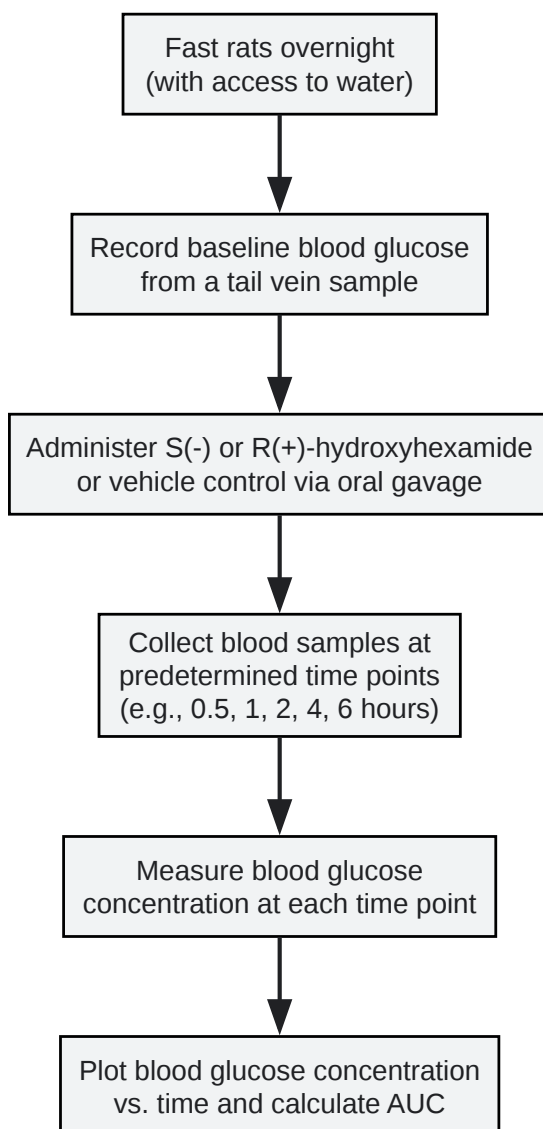 Fast rats overnight
(with access to water)
Record baseline blood glucose
from a tail vein sample
Administer S(-) or R(+)-hydroxyhexamide
or vehicle control via oral gavage
Collect blood samples at
predetermined time points
(e.g., 0.5, 1, 2, 4, 6 hours)
Measure blood glucose
concentration at each time point
Plot blood glucose concentration
vs. time and calculate AUC